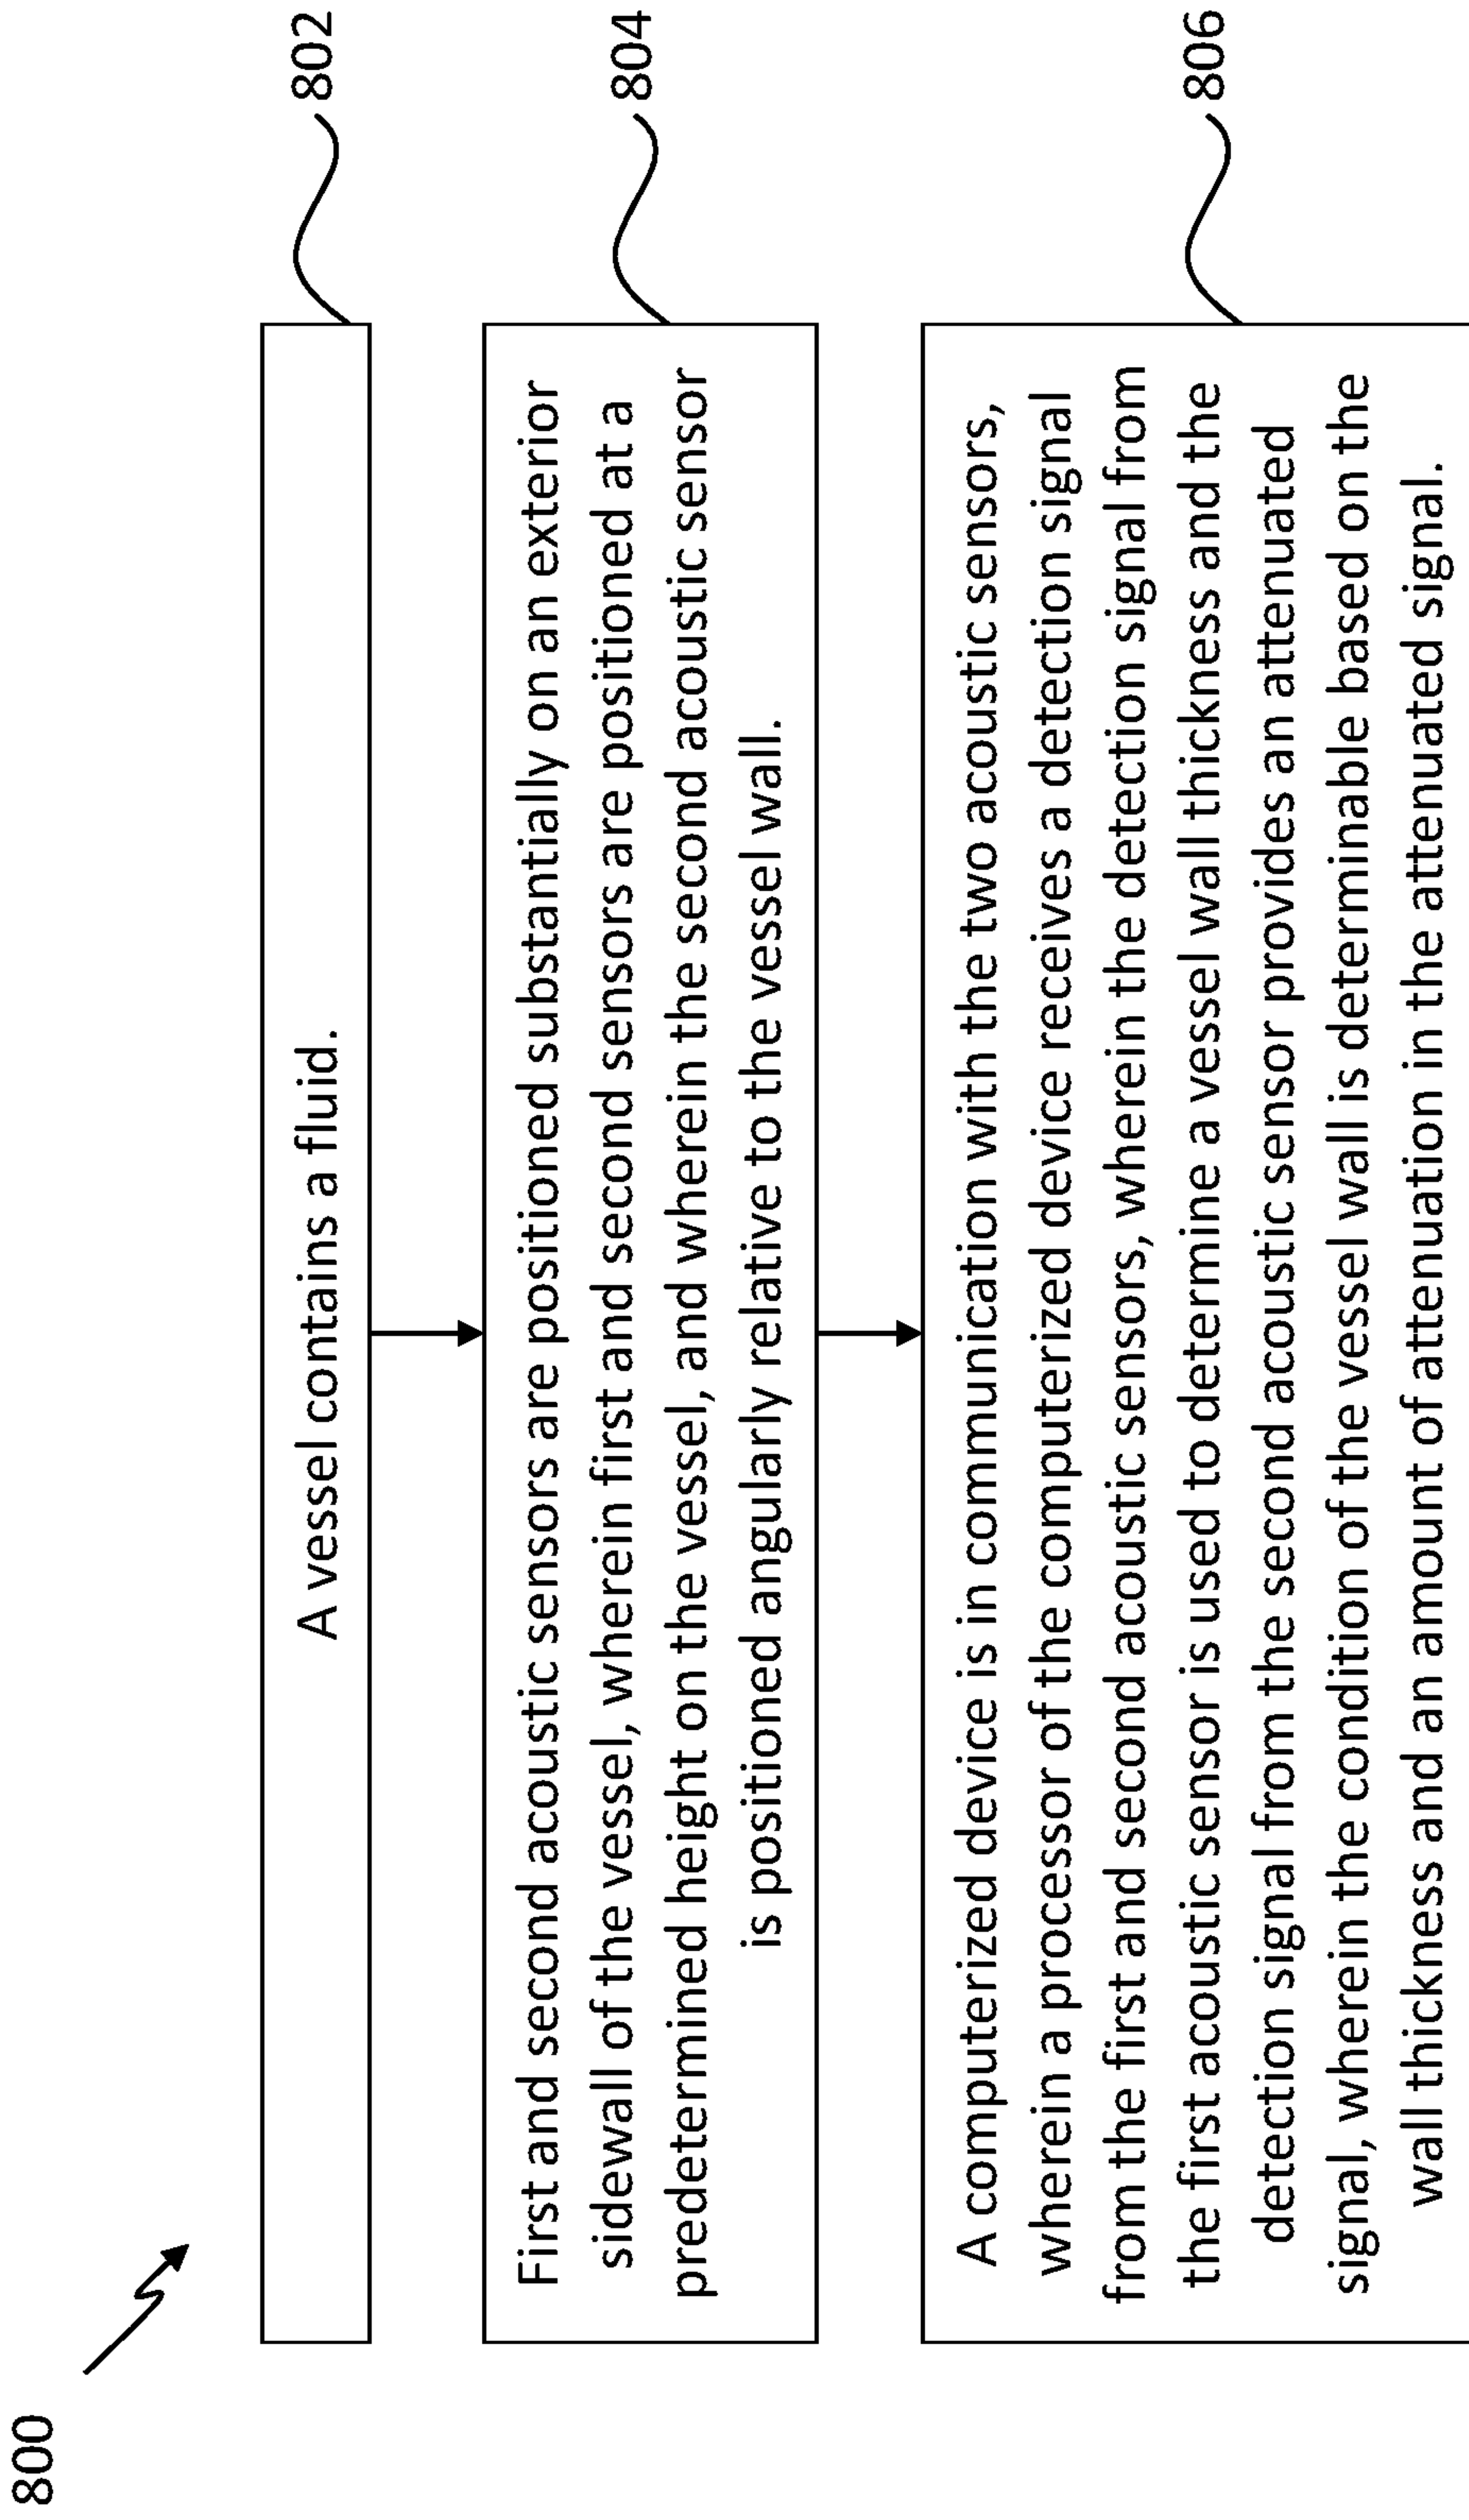 800
802
A vessel contains a fluid.
804
First and second acoustic sensors are positioned substantially on an exterior
sidewall of the vessel, wherein first and second sensors are positioned at a
predetermined height on the vessel, and wherein the second acoustic sensor
is positioned angularly relative to the vessel wall.
806
A computerized device is in communication with the two acoustic sensors,
wherein a processor of the computerized device receives a detection signal
from the first and second acoustic sensors, wherein the detection signal from
the first acoustic sensor is used to determine a vessel wall thickness and the
detection signal from the second acoustic sensor provides an attenuated
signal, wherein the condition of the vessel walls is determinable based on the
wall thickness and an amount of attenuation in the attenuated signal.